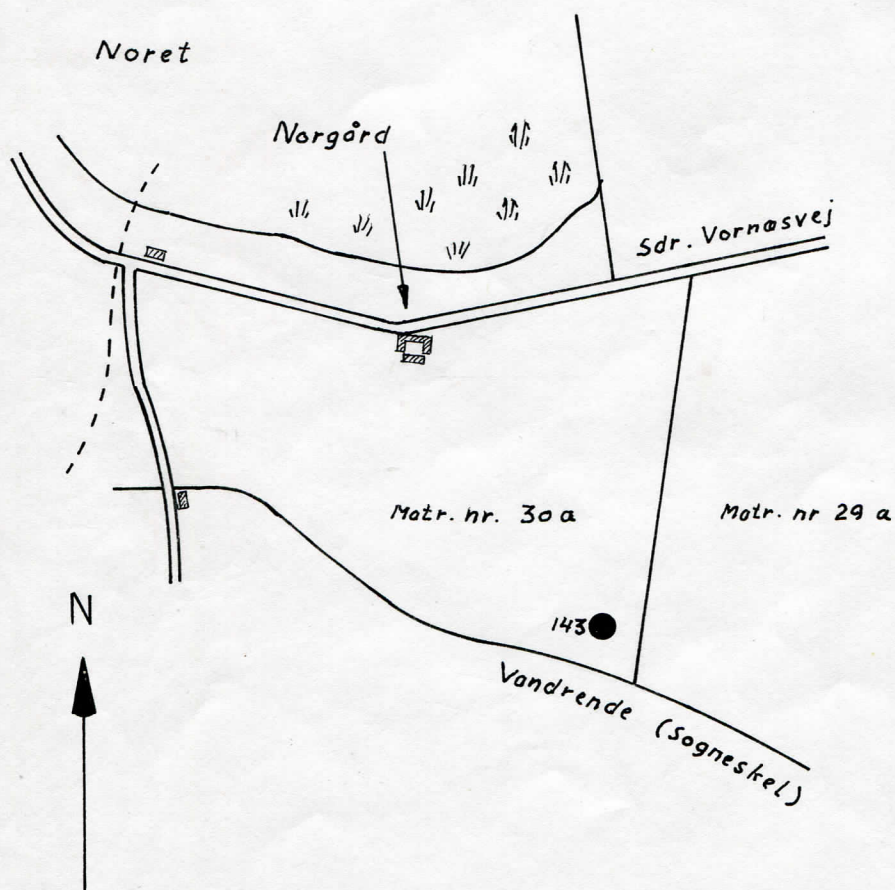 Noret
Norgård
Sdr. Vornæsvej
Matr. nr. 30 a
Matr. nr 29 a
N
143
Vandrende (Sogneskel)